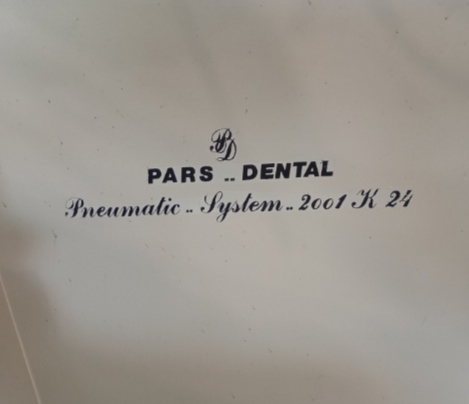 PD
PARS .. DENTAL
Pneumatic .. System .. 2001 K 24